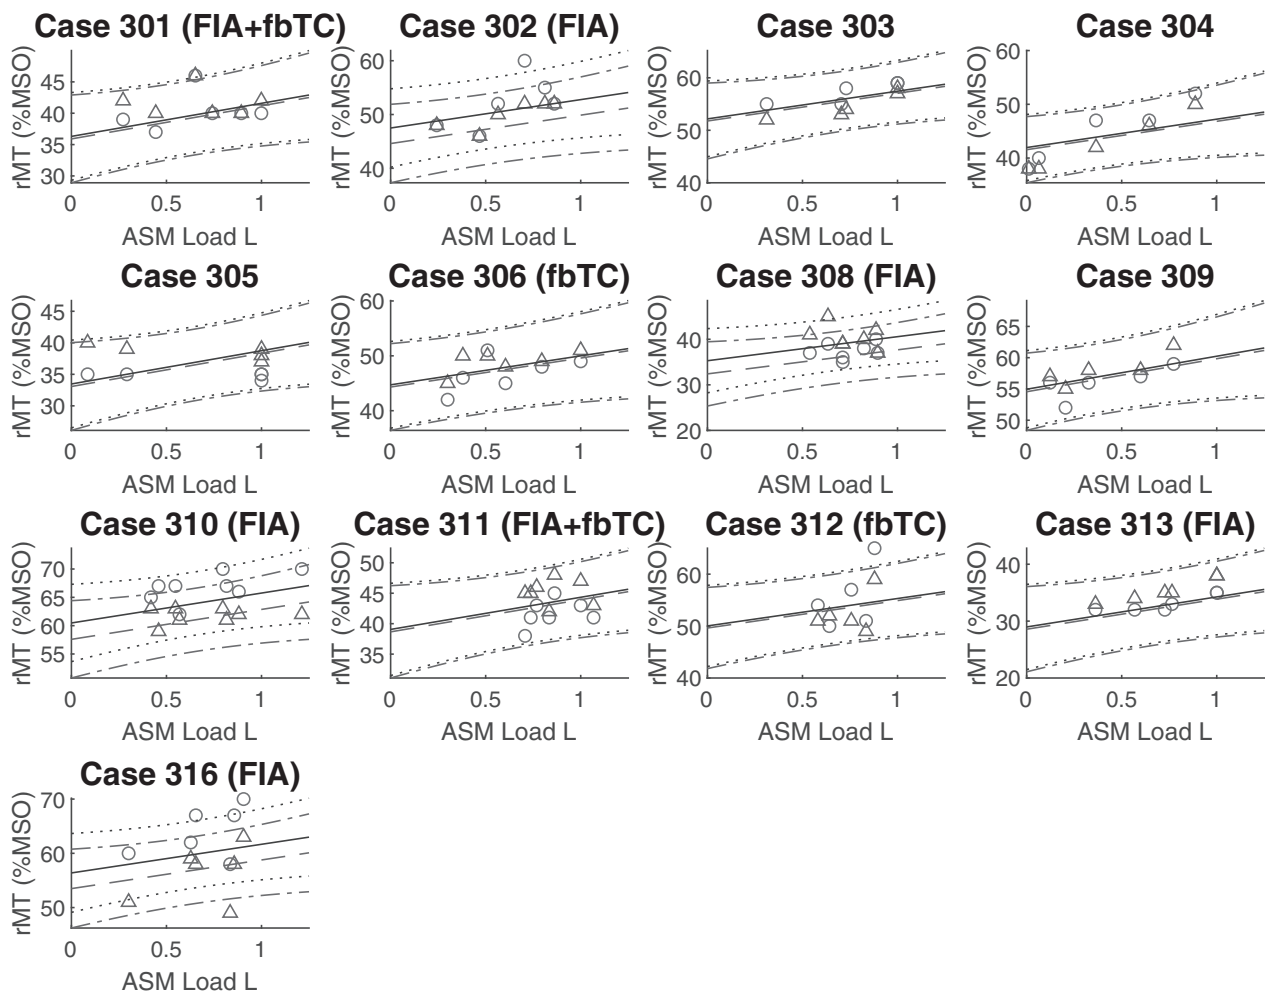 Case 301 (FIA+fbTC) Case 302 (FIA) Case 303 Case 304
rMT (%MSO) 45 40 35 30 0 0.5 1 ASM Load L
rMT (%MSO) 60 50 40 0 0.5 1 ASM Load L
rMT (%MSO) 60 50 40 0 0.5 1 ASM Load L
rMT (%MSO) 60 50 40 0 0.5 1 ASM Load L
Case 305 Case 306 (fbTC) Case 308 (FIA) Case 309
rMT (%MSO) 45 40 35 30 0 0.5 1 ASM Load L
rMT (%MSO) 60 50 40 0 0.5 1 ASM Load L
rMT (%MSO) 40 30 20 0 0.5 1 ASM Load L
rMT (%MSO) 65 60 55 50 0 0.5 1 ASM Load L
Case 310 (FIA) Case 311 (FIA+fbTC) Case 312 (fbTC) Case 313 (FIA)
rMT (%MSO) 70 65 60 55 0 0.5 1 ASM Load L
rMT (%MSO) 50 45 40 35 0 0.5 1 ASM Load L
rMT (%MSO) 60 50 40 0 0.5 1 ASM Load L
rMT (%MSO) 40 30 20 0 0.5 1 ASM Load L
Case 316 (FIA)
rMT (%MSO) 70 60 50 0 0.5 1 ASM Load L